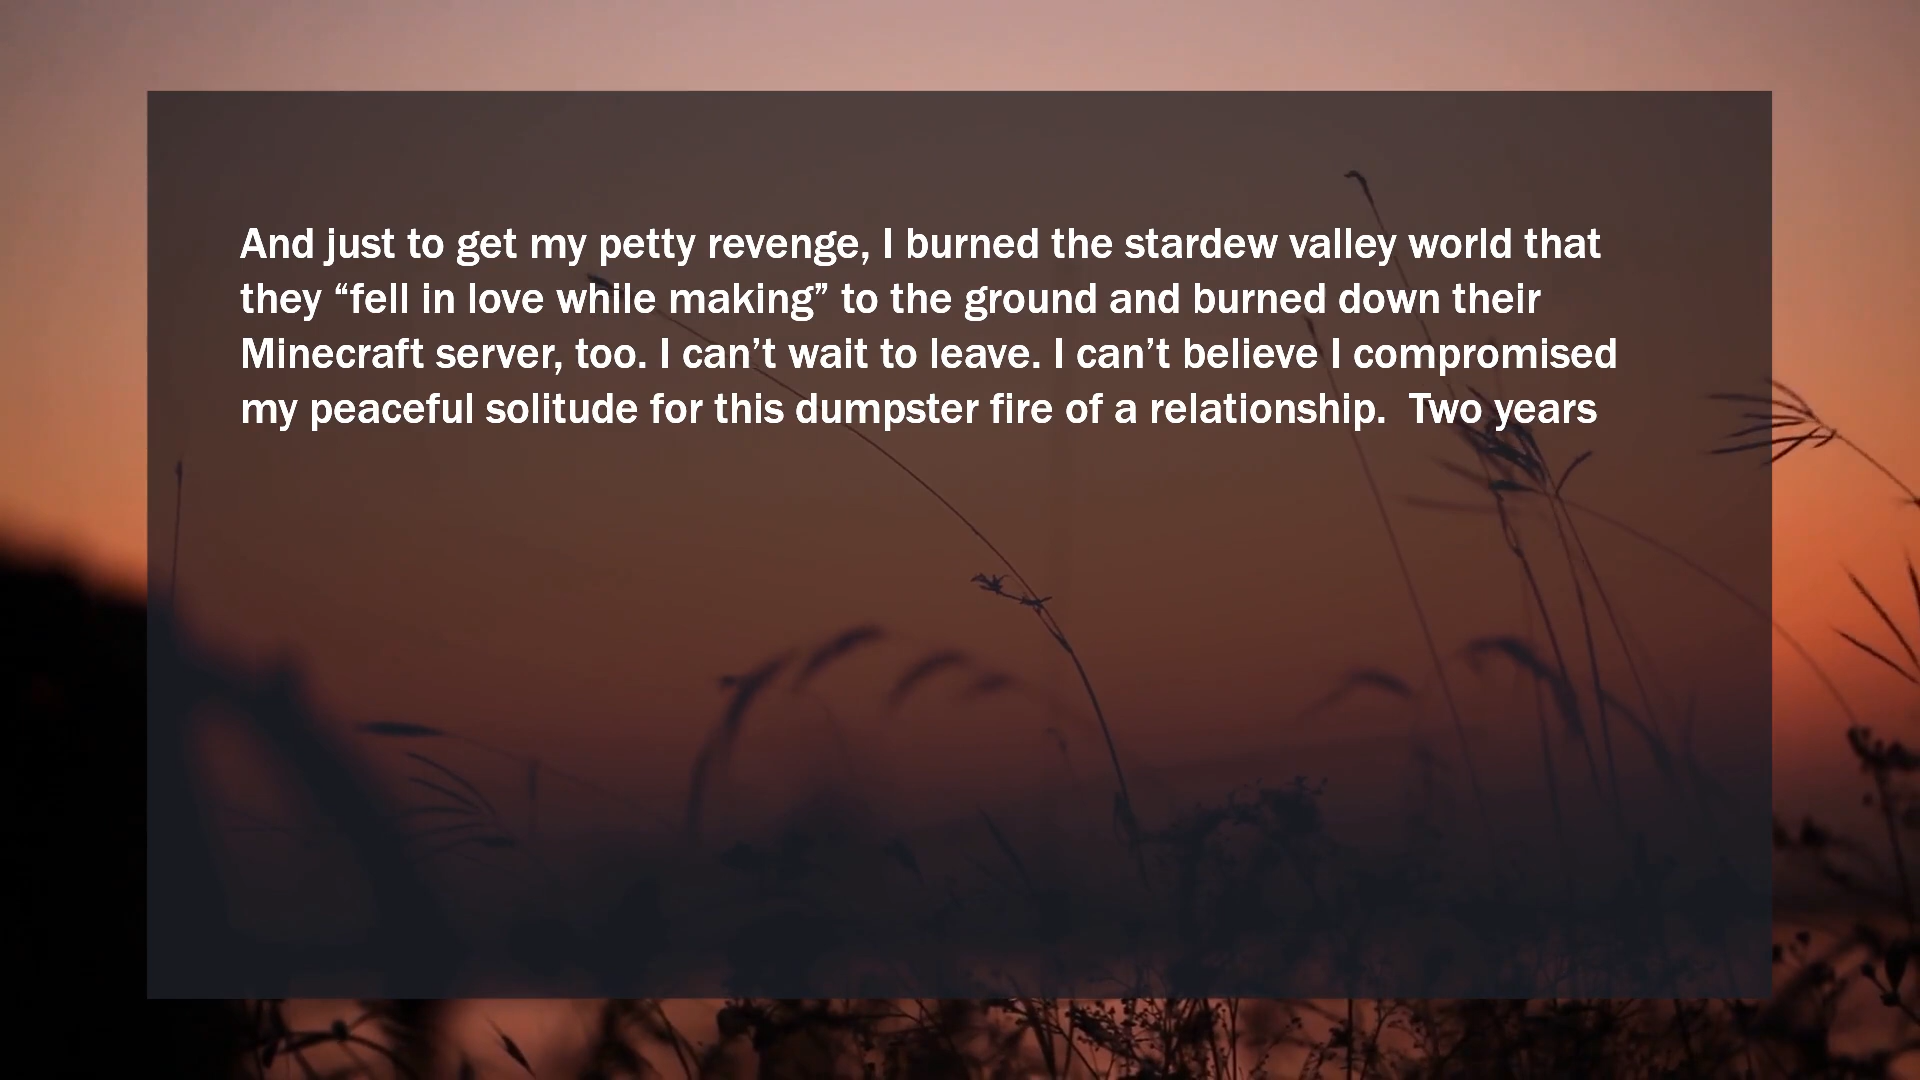 And just to get my petty revenge, I burned the stardew valley world that
they “fell in love while making” to the ground and burned down their
Minecraft server, too. I can’t wait to leave. I can’t believe I compromised
my peaceful solitude for this dumpster fire of a relationship.  Two years